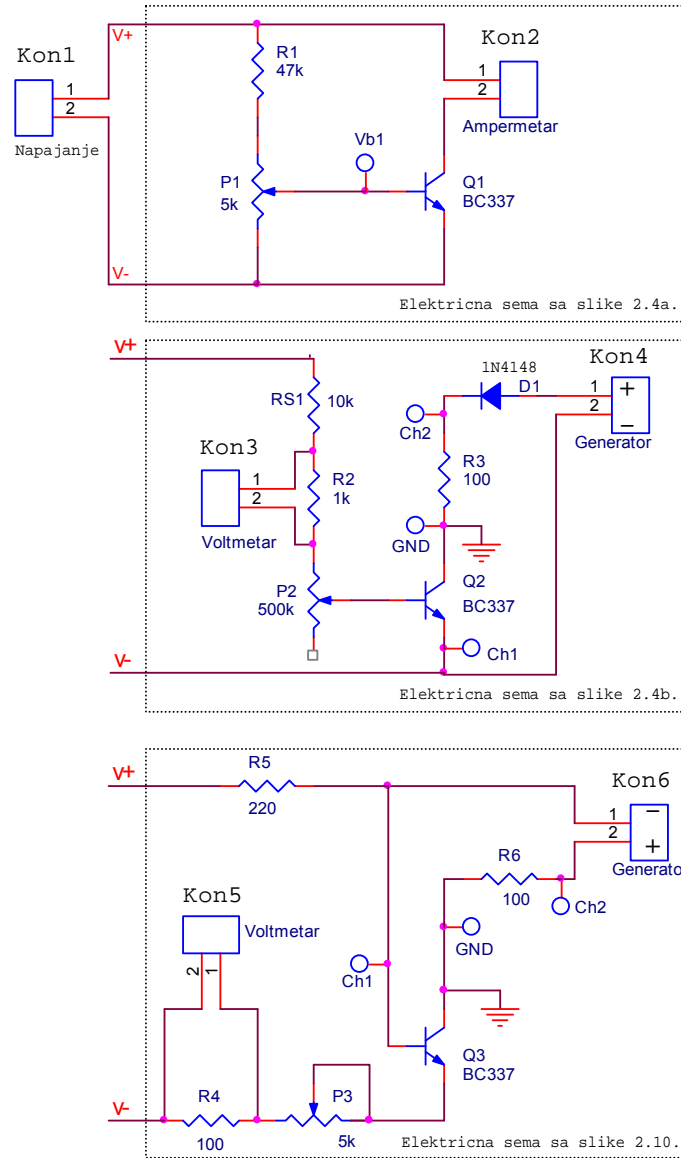 V+
Kon1
1
2
Napajanje
R1
47k
Kon2
1
2
Ampermetar
Vb1
P1
5k
Q1
BC337
V-
Elektricna sema sa slike 2.4a.
V+
RS1
10k
Kon3
1
2
Voltmetar
R2
1k
P2
500k
1N4148
D1
Kon4
1
2
+
−
Generator
Ch2
R3
100
GND
Q2
BC337
Ch1
V-
Elektricna sema sa slike 2.4b.
V+
R5
220
Kon6
1
2
−
+
Generato
R6
100
Ch2
Kon5
Voltmetar
2
1
GND
Ch1
Q3
BC337
R4
100
P3
5k
V-
Elektricna sema sa slike 2.10.